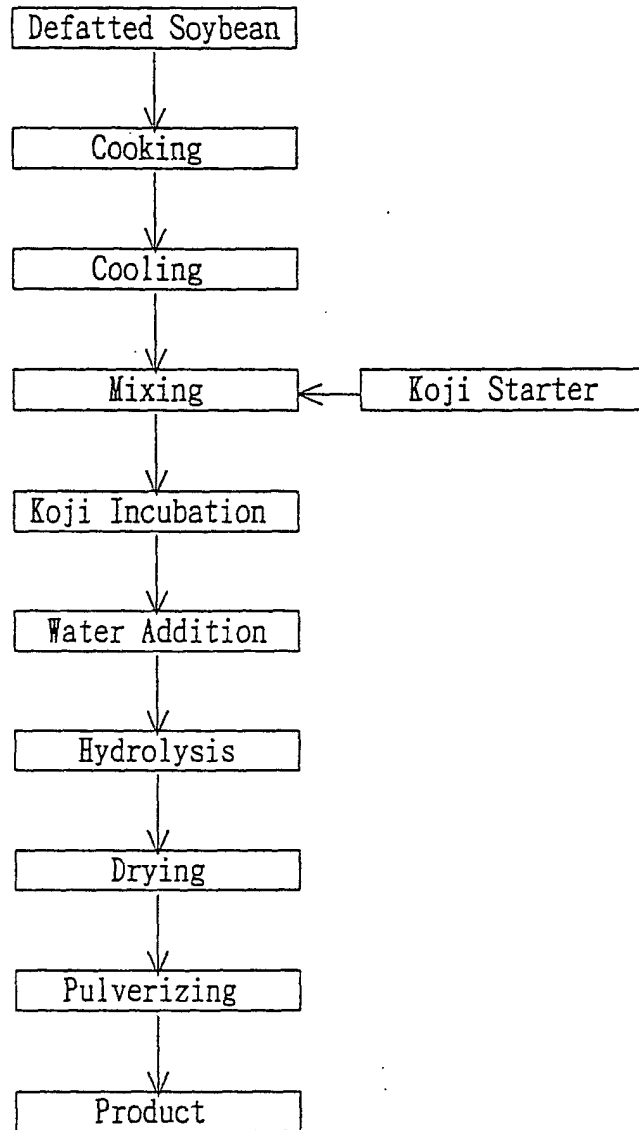 Defatted Soybean
Cooking
Cooling
Mixing
Koji Starter
Koji Incubation
Water Addition
Hydrolysis
Drying
Pulverizing
Product